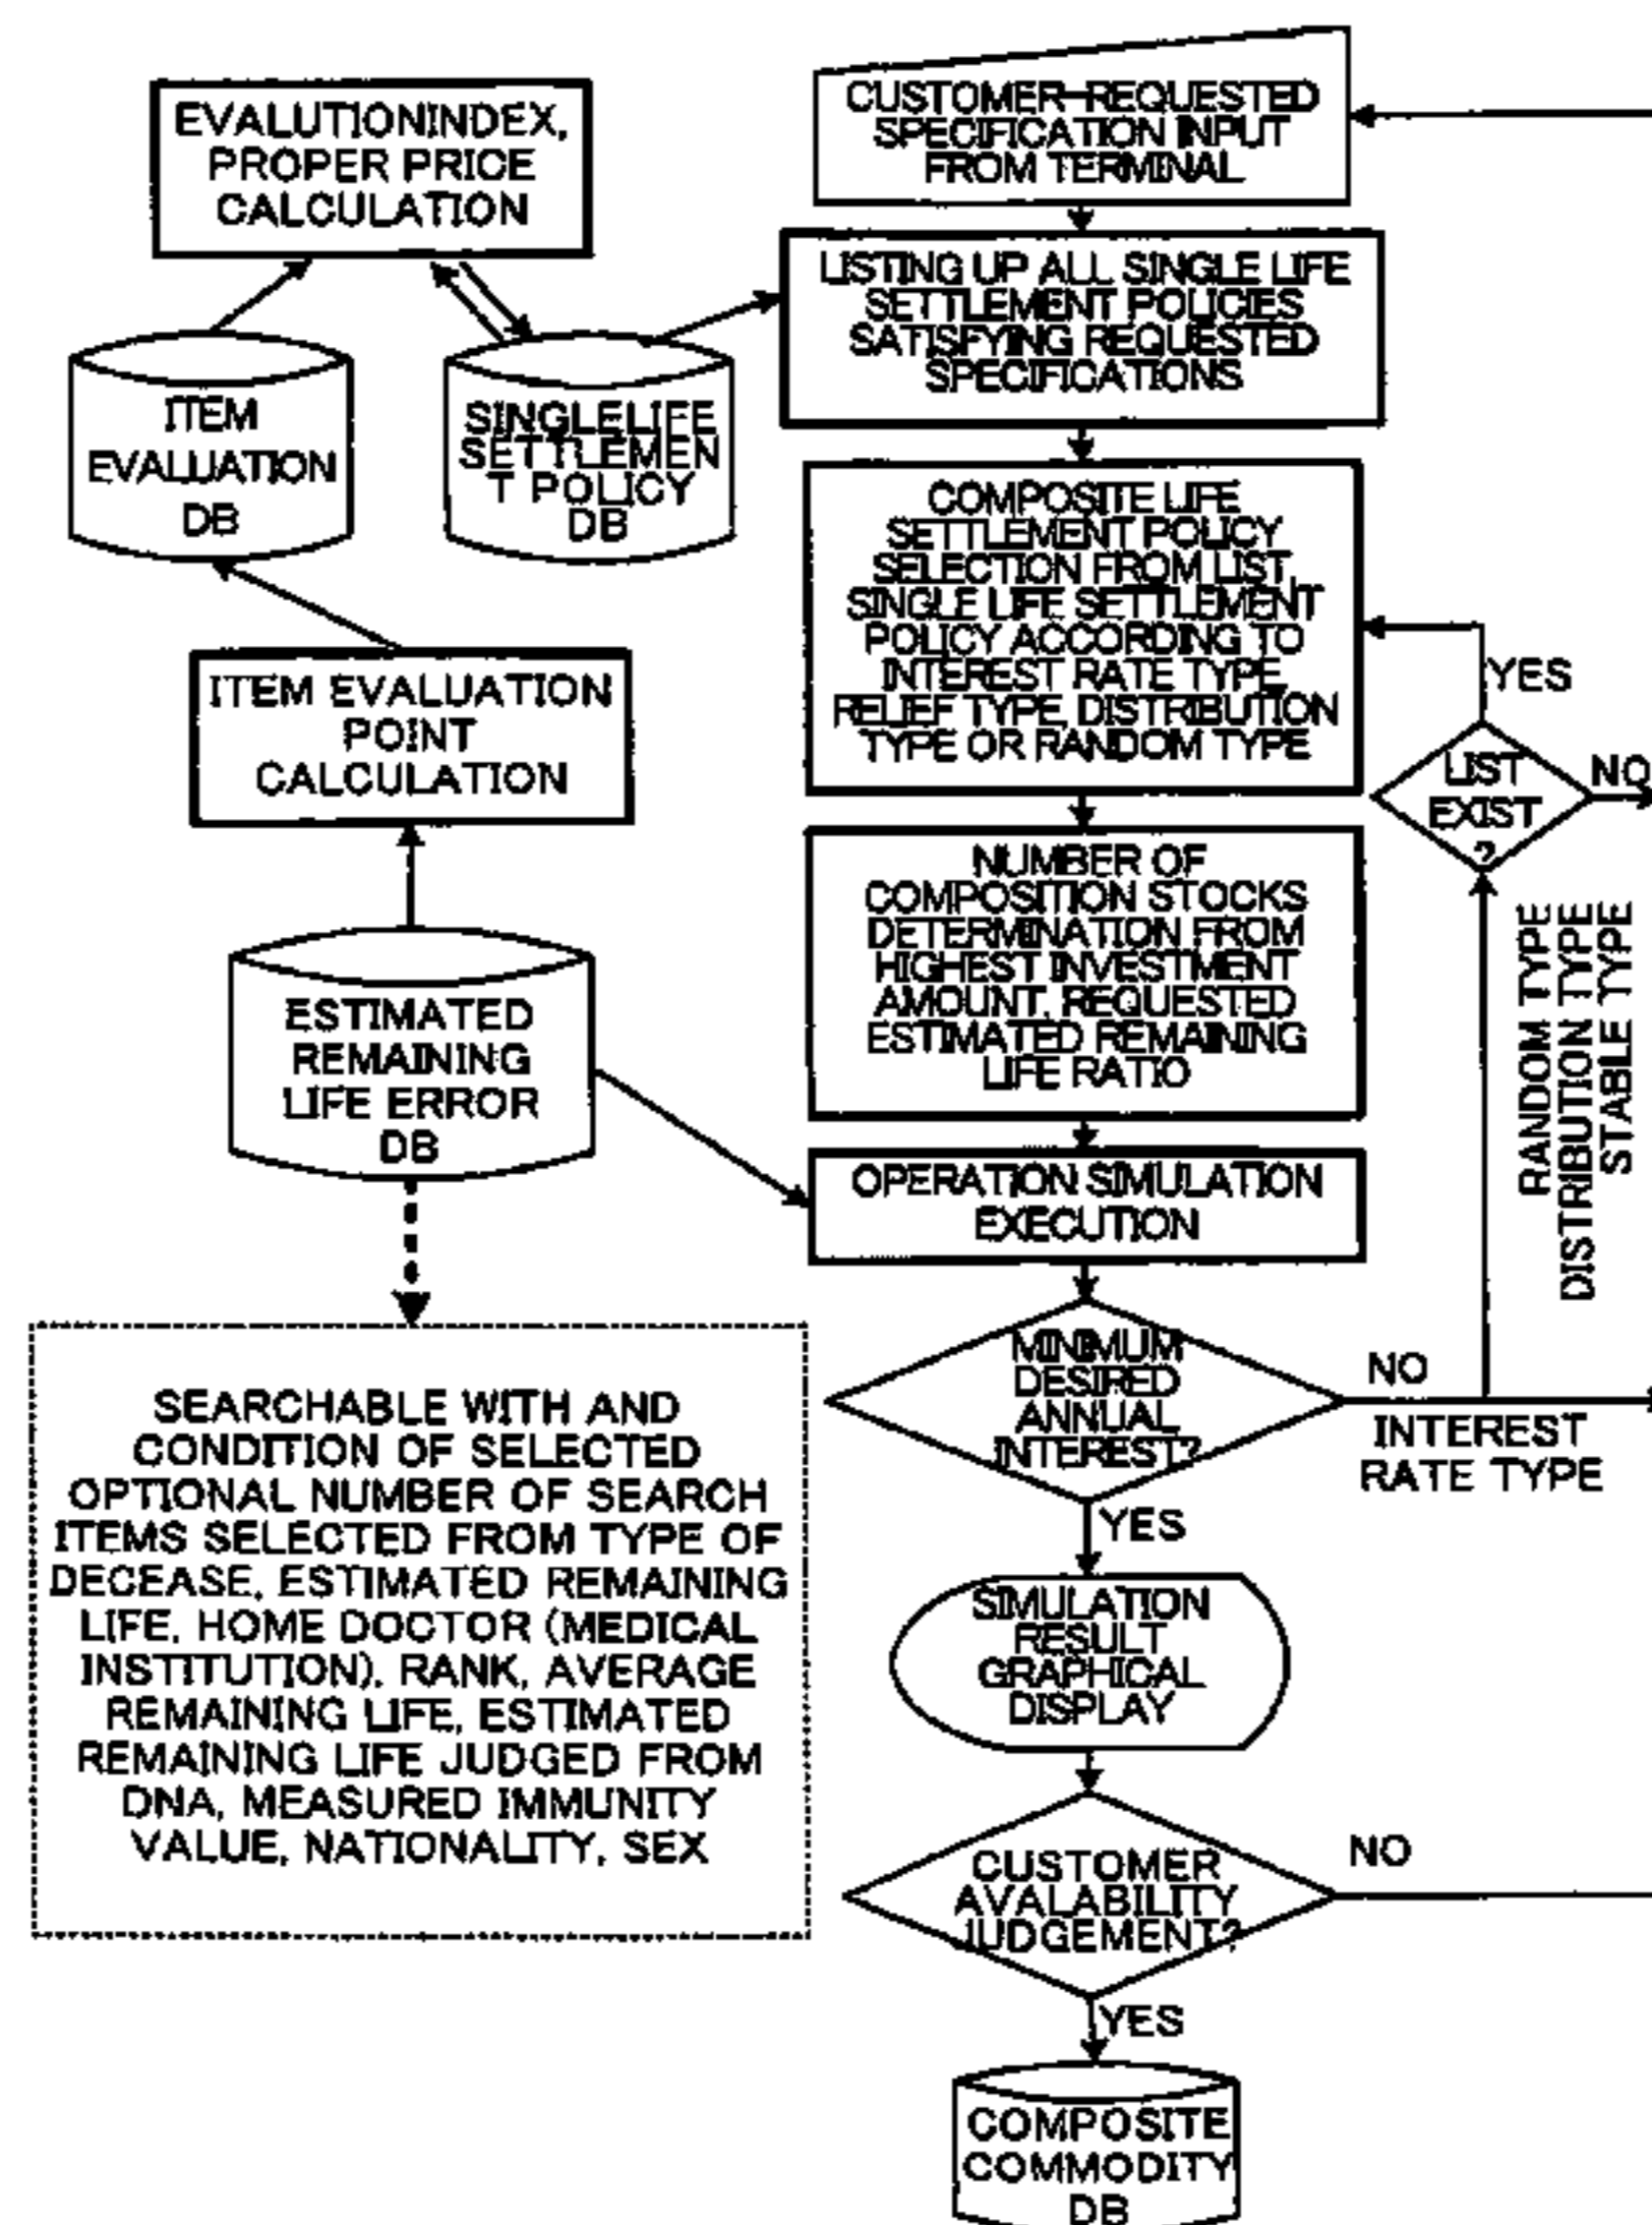 EVALUTIONINDEX,
PROPER PRICE
CALCULATION
CUSTOMER-REQUESTED
SPECIFICATION INPUT
FROM TERMINAL
LISTING UP ALL SINGLE LIFE
SETTLEMENT POLICIES
SATISFYING REQUESTED
SPECIFICATIONS
ITEM
EVALUATION
DB
SINGLELIFE
SETTLEMEN
T POLICY
DB
COMPOSITE LIFE
SETTLEMENT POLICY
SELECTION FROM LIST,
SINGLE LIFE SETTLEMENT
POLICY ACCORDING TO
INTEREST RATE TYPE,
RELIEF TYPE, DISTRIBUTION
TYPE OR RANDOM TYPE
YES
LIST
EXIST
?
NO
ITEM EVALUATION
POINT
CALCULATION
NUMBER OF
COMPOSITION STOCKS
DETERMINATION FROM
HIGHEST INVESTMENT
AMOUNT, REQUESTED
ESTIMATED REMAINING
LIFE RATIO
RANDOM TYPE
DISTRIBUTION TYPE
STABLE TYPE
ESTIMATED
REMAINING
LIFE ERROR
DB
OPERATION SIMULATION
EXECUTION
MINIMUM
DESIRED
ANNUAL
INTEREST?
NO
INTEREST
RATE TYPE
YES
SEARCHABLE WITH AND
CONDITION OF SELECTED
OPTIONAL NUMBER OF SEARCH
ITEMS SELECTED FROM TYPE OF
DECEASE, ESTIMATED REMAINING
LIFE, HOME DOCTOR (MEDICAL
INSTITUTION), RANK, AVERAGE
REMAINING LIFE, ESTIMATED
REMAINING LIFE JUDGED FROM
DNA, MEASURED IMMUNITY
VALUE, NATIONALITY, SEX
SIMULATION
RESULT
GRAPHICAL
DISPLAY
CUSTOMER
AVALABILITY
JUDGEMENT?
NO
YES
COMPOSITE
COMMODITY
DB